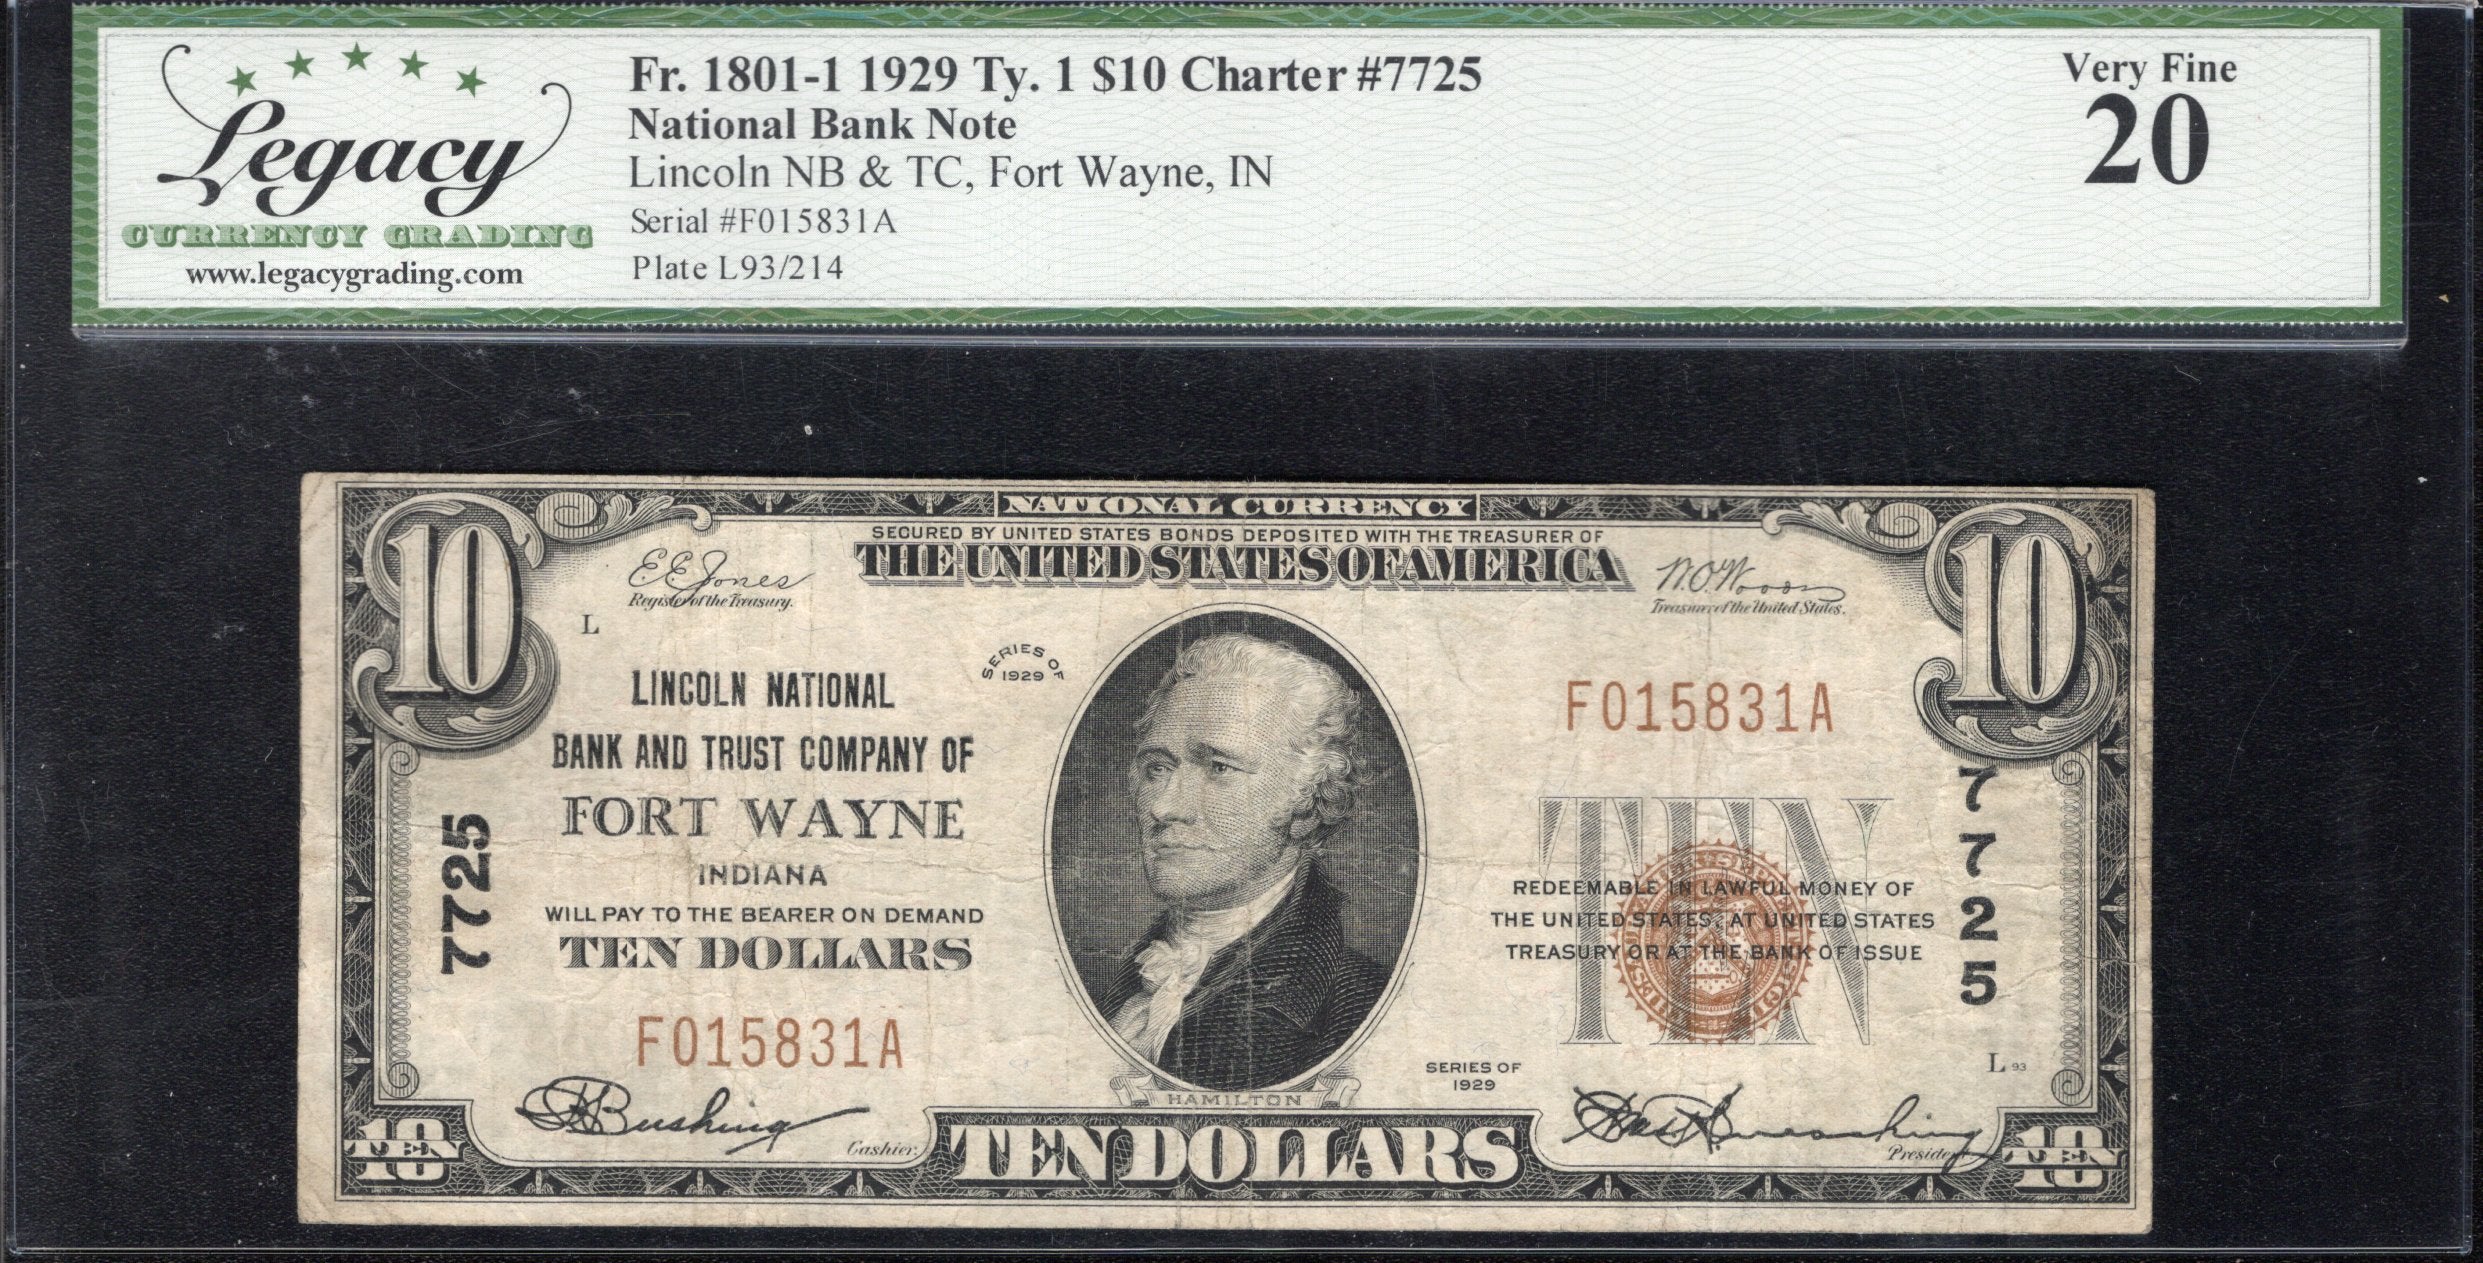 Legacy
CURRENCY GRADING
www.legacygrading.com
Fr. 1801-1 1929 Ty. 1 $10 Charter #7725
National Bank Note
Lincoln NB & TC, Fort Wayne, IN
Serial #F015831A
Plate L93/214
Very Fine
20
NATIONAL CURRENCY
SECURED BY UNITED STATES BONDS DEPOSITED WITH THE TREASURER OF
THE UNITED STATES OF AMERICA
10
10
E.E. Jones
Register of the Treasury.
W.O. Woods
Treasurer of the United States.
L
LINCOLN NATIONAL
BANK AND TRUST COMPANY OF
FORT WAYNE
INDIANA
WILL PAY TO THE BEARER ON DEMAND
TEN DOLLARS
F015831A
7725
SERIES OF
1929
HAMILTON
F015831A
TEN
REDEEMABLE IN LAWFUL MONEY OF
THE UNITED STATES, AT UNITED STATES
TREASURY OR AT THE BANK OF ISSUE
7725
L 93
SERIES OF
1929
Cashier.
President
10
TEN
TEN DOLLARS
10
TEN